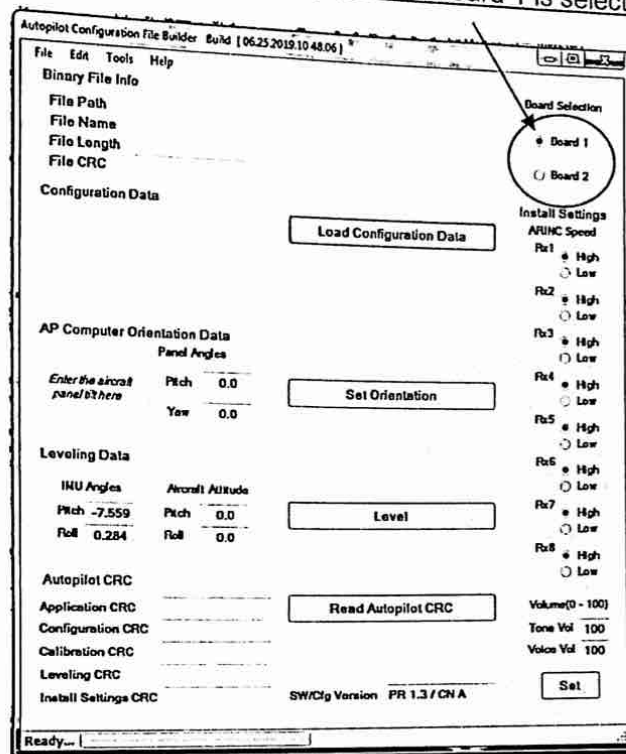 Board 1 is select
Autopilot Configuration File Builder Build [06.25.2019.10 48.06]
File Edit Tools Help
Binary File Info
File Path
File Name
File Length
File CRC
Board Selection
Board 1
Board 2
Configuration Data
Load Configuration Data
Install Settings
ARINC Speed
Rx1 High
Low
Rx2 High
Low
Rx3 High
Low
Rx4 High
Low
Rx5 High
Low
Rx6 High
Low
Rx7 High
Low
Rx8 High
Low
AP Computer Orientation Data
Panel Angles
Enter the aircraft
panel tilt here
Pitch 0.0
Yaw 0.0
Set Orientation
Leveling Data
IMU Angles Aircraft Attitude
Pitch -7.559 Pitch 0.0
Roll 0.284 Roll 0.0
Level
Autopilot CRC
Application CRC
Configuration CRC
Calibration CRC
Leveling CRC
Install Settings CRC
Read Autopilot CRC
SW/Cfg Version PR 1.3 / CN A
Volume(0 - 100)
Tone Vol 100
Voice Vol 100
Set
Ready...